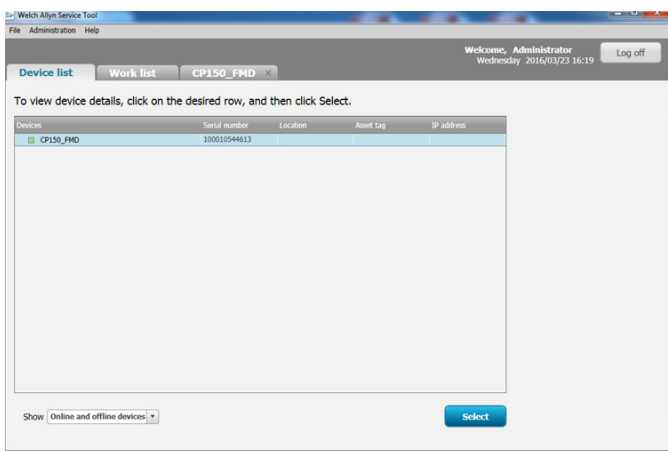 Welch Allyn Service Tool
File Administration Help
Welcome, Administrator
Wednesday 2016/03/23 16:19
Log off
Device list Work list CP150_FMD ×
To view device details, click on the desired row, and then click Select.
Devices Serial number Location Asset tag IP address
CP150_FMD 100010544613
Show Online and offline devices
Select